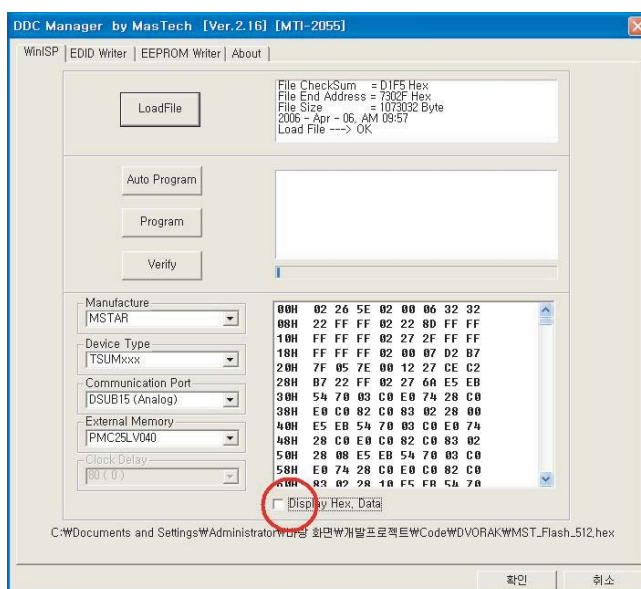 DDC Manager by MasTech [Ver.2.16] [MTI-2055]
WinISP EDID Writer EEPROM Writer About
LoadFile
File CheckSum = D1F5 Hex
File End Address = 7302F Hex
File Size = 1073032 Byte
2006 - Apr - 06, AM 09:57
Load File ---> OK
Auto Program
Program
Verify
Manufacture
MSTAR
Device Type
TSUMxxx
Communication Port
DSUB15 (Analog)
External Memory
PMC25LV040
Clock Delay
80 ( 0 )
00H 02 26 5E 02 00 06 32 32
08H 22 FF FF 02 22 8D FF FF
10H FF FF FF 02 27 2F FF FF
18H FF FF FF 02 00 07 D2 B7
20H 7F 05 7E 00 12 27 CE C2
28H B7 22 FF 02 27 6A E5 EB
30H 54 70 03 C0 E0 74 28 C0
38H E0 C0 82 C0 83 02 28 00
40H E5 EB 54 70 03 C0 E0 74
48H 28 C0 E0 C0 82 C0 83 02
50H 28 08 E5 EB 54 70 03 C0
58H E0 74 28 C0 E0 C0 82 C0
60H 83 02 28 10 E5 EB 54 70
Display Hex, Data
C:₩Documents and Settings₩Administrator₩바탕 화면₩개발프로젝트₩Code₩DVORAK₩MST_Flash_512.hex
확인 취소